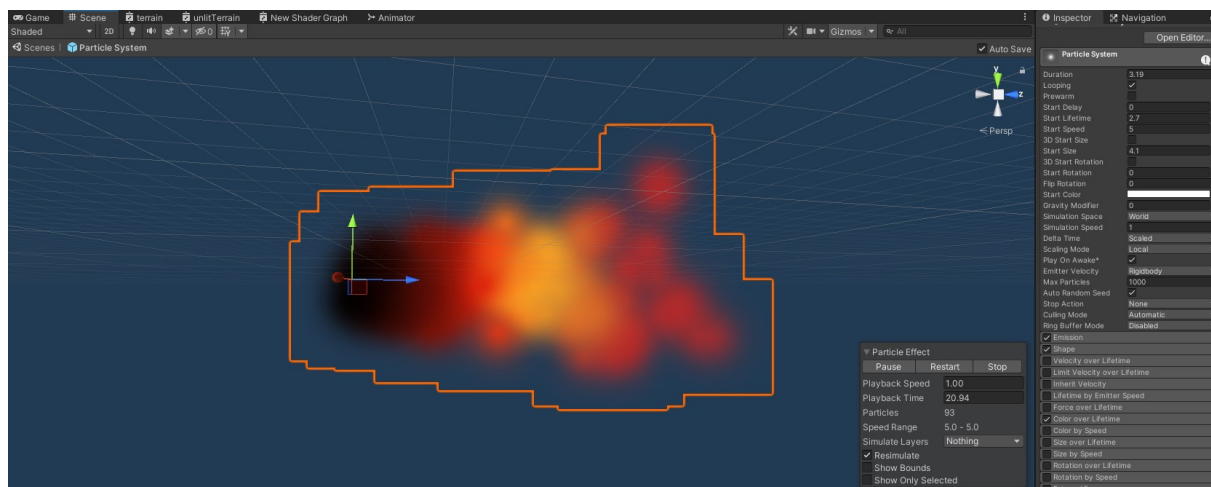 Game Scene terrain unlitTerrain New Shader Graph Animator
Shaded 2D 0 Gizmos All
Scenes Particle System Auto Save
y
z
Persp
Particle Effect
Pause Restart Stop
Playback Speed 1.00
Playback Time 20.94
Particles 93
Speed Range 5.0 - 5.0
Simulate Layers Nothing
Resimulate
Show Bounds
Show Only Selected
Inspector Navigation
Open Editor...
Particle System
Duration 3.19
Looping
Prewarm
Start Delay 0
Start Lifetime 2.7
Start Speed 5
3D Start Size
Start Size 4.1
3D Start Rotation
Start Rotation 0
Flip Rotation 0
Start Color
Gravity Modifier 0
Simulation Space World
Simulation Speed 1
Delta Time Scaled
Scaling Mode Local
Play On Awake*
Emitter Velocity Rigidbody
Max Particles 1000
Auto Random Seed
Stop Action None
Culling Mode Automatic
Ring Buffer Mode Disabled
Emission
Shape
Velocity over Lifetime
Limit Velocity over Lifetime
Inherit Velocity
Lifetime by Emitter Speed
Force over Lifetime
Color over Lifetime
Color by Speed
Size over Lifetime
Size by Speed
Rotation over Lifetime
Rotation by Speed